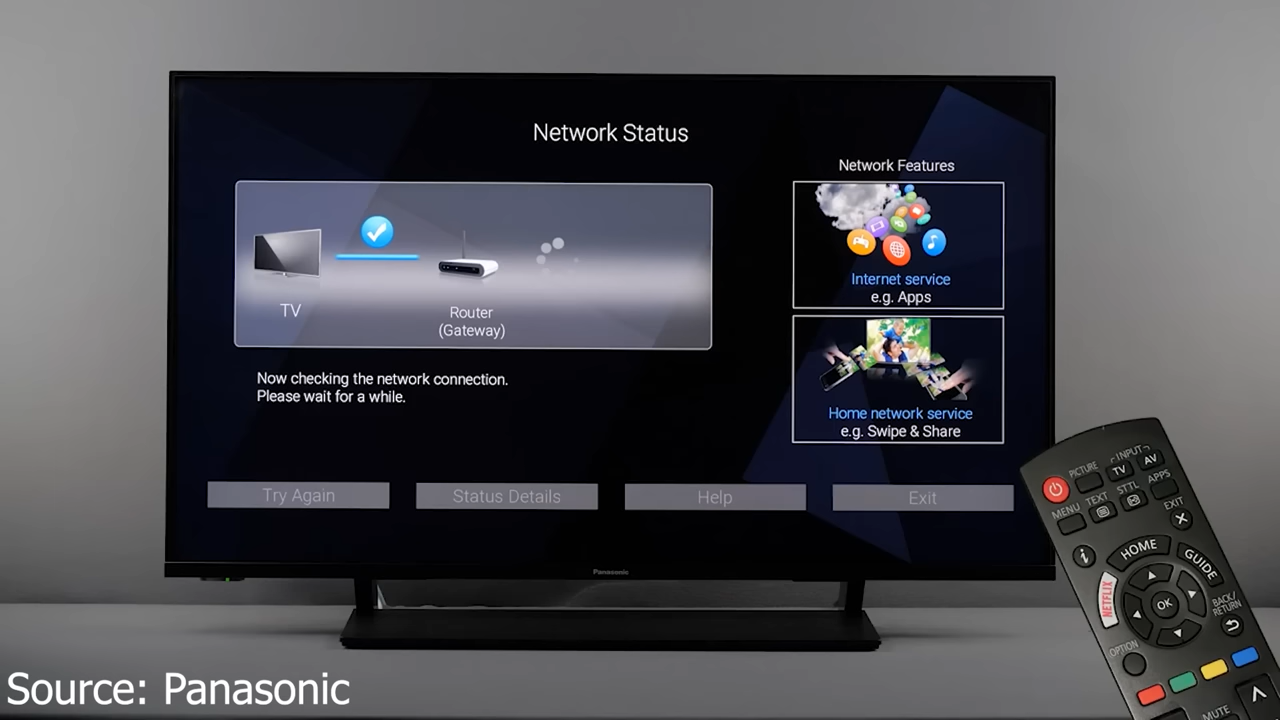 Network Status
Network Features
Internet service
e.g. Apps
TV
Router
(Gateway)
Now checking the network connection.
Please wait for a while.
Home network service
e.g. Swipe & Share
Try Again
Status Details
Help
Exit
Panasonic
PICTURE
INPUT
TV
AV
MENU
TEXT
STTL
APPS
EXIT
HOME
GUIDE
NETFLIX
OK
BACK/
RETURN
OPTION
MUTE
Source: Panasonic